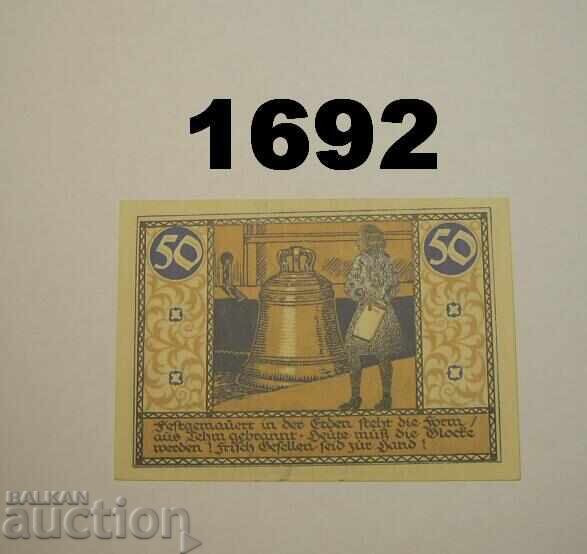 1692
50 50
Festgemauert in der Erden steht die Form /
aus Lehm gebrannt · Heute muß die Glocke
werden ! Frisch Gesellen seid zur Hand !
BALKAN
auction